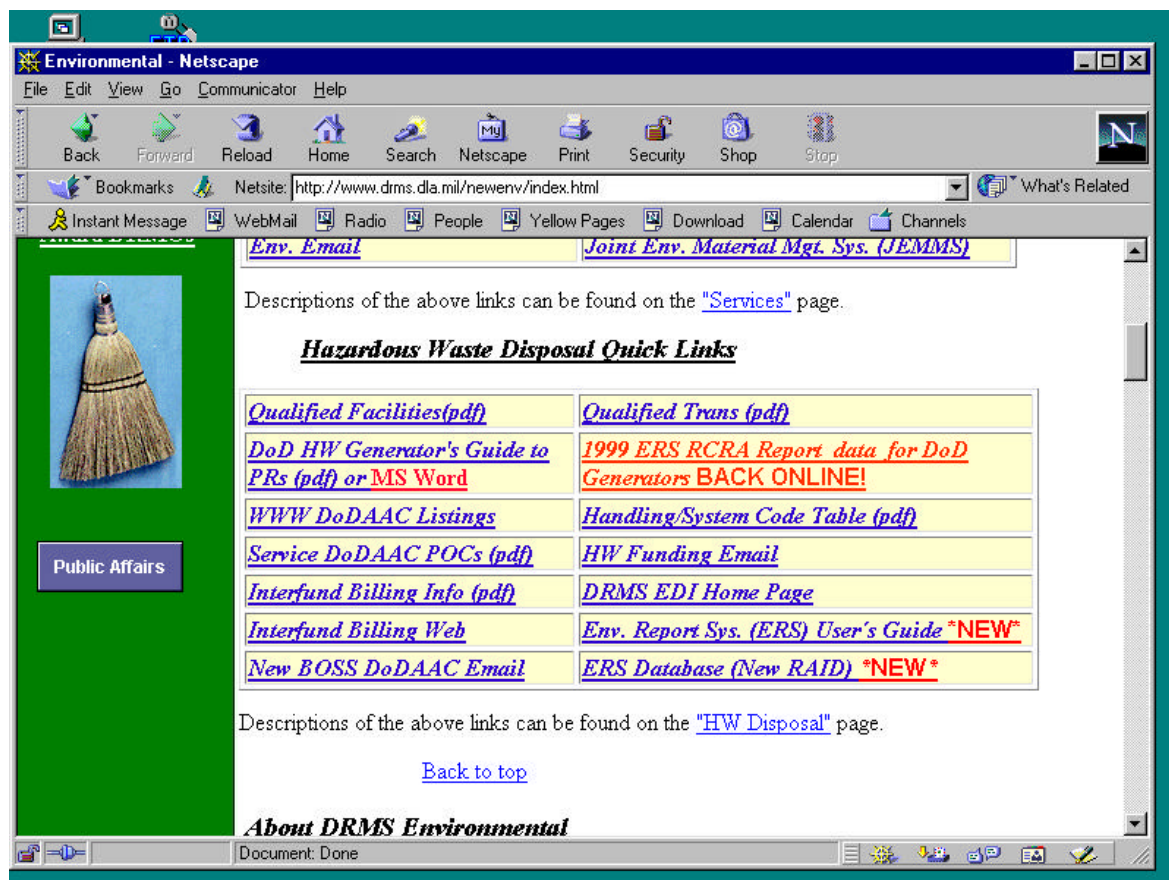 Environmental - Netscape
File Edit View Go Communicator Help
My N
Back Forward Reload Home Search Netscape Print Security Shop Stop
Bookmarks Netsite: http://www.drms.dla.mil/newenv/index.html What's Related
Instant Message WebMail Radio People Yellow Pages Download Calendar Channels
Env. Email Joint Env. Material Mgt. Sys. (JEMMS)
Descriptions of the above links can be found on the "Services" page.
Hazardous Waste Disposal Quick Links
Qualified Facilities(pdf) Qualified Trans (pdf)
DoD HW Generator's Guide to
PRs (pdf) or MS Word
1999 ERS RCRA Report data for DoD
Generators BACK ONLINE!
WWW DoDAAC Listings Handling/System Code Table (pdf)
Service DoDAAC POCs (pdf) HW Funding Email
Interfund Billing Info (pdf) DRMS EDI Home Page
Interfund Billing Web Env. Report Sys. (ERS) User's Guide *NEW*
New BOSS DoDAAC Email ERS Database (New RAID) *NEW *
Public Affairs
Descriptions of the above links can be found on the "HW Disposal" page.
Back to top
About DRMS Environmental
Document: Done